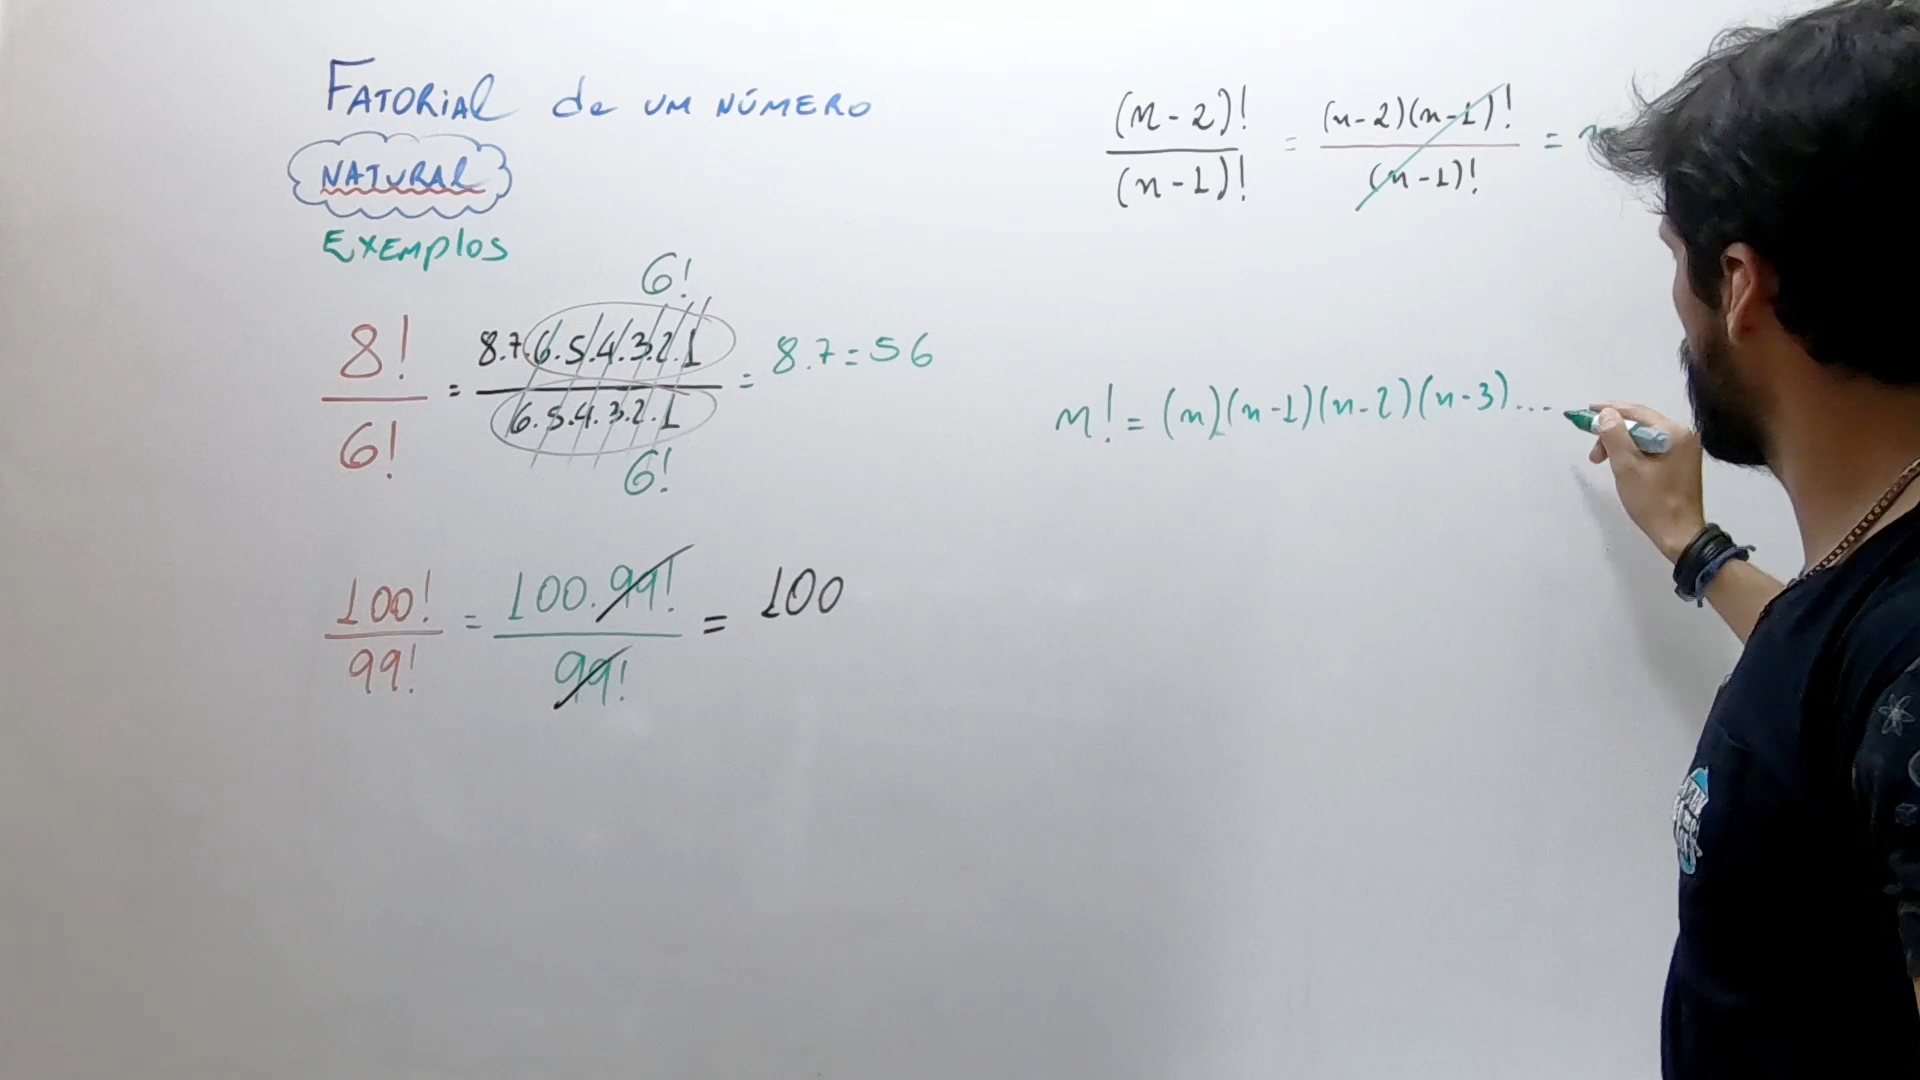 FATORIAL de UM NÚMERO
NATURAL
Exemplos
6!
8!/6! = 8.7.6.5.4.3.2.1/6.5.4.3.2.1 = 8.7=56
6!
100!/99! = 100.99!/99! = 100
(n-2)!/(n-1)! = (n-2)(n-1)!/(n-1)! =
n! = (n)(n-1)(n-2)(n-3)...